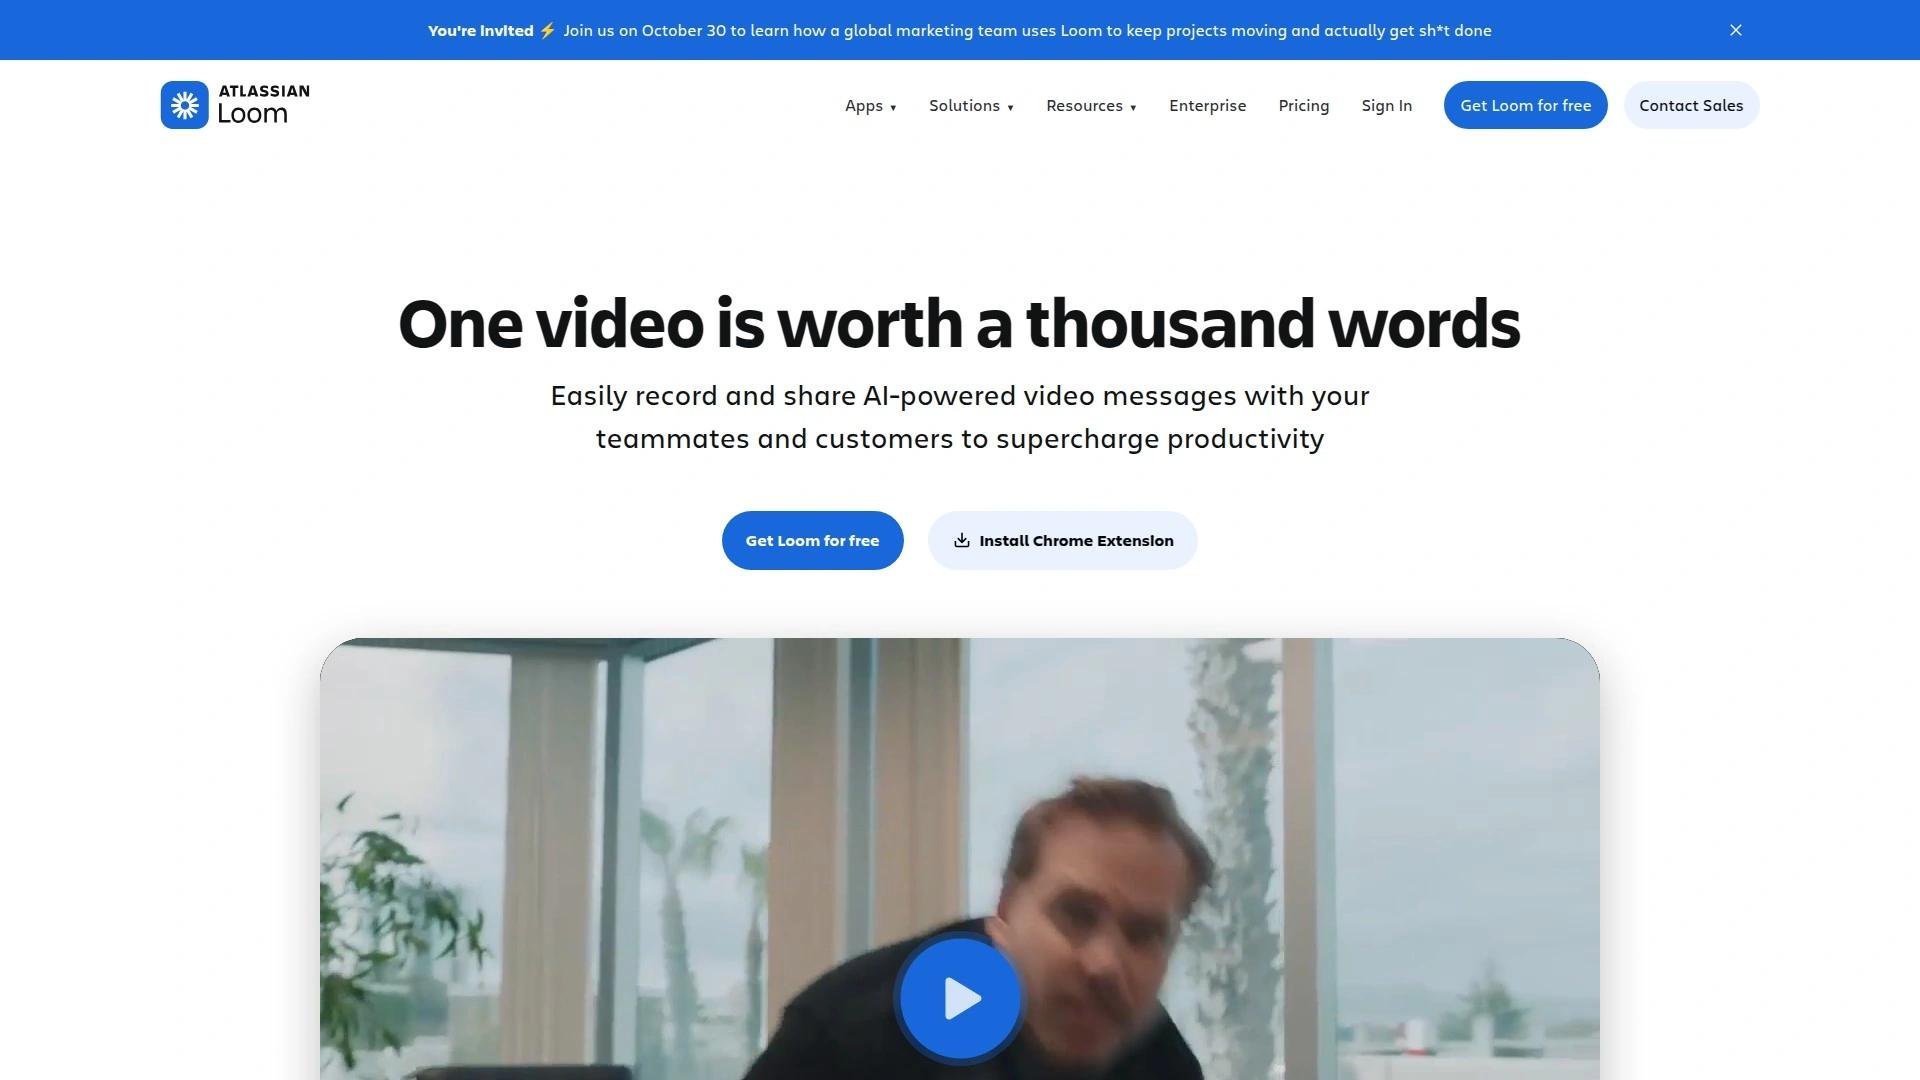 You're invited ⚡ Join us on October 30 to learn how a global marketing team uses Loom to keep projects moving and actually get sh*t done
ATLASSIAN
Loom
Apps ▾ Solutions ▾ Resources ▾ Enterprise Pricing Sign In Get Loom for free Contact Sales
One video is worth a thousand words
Easily record and share AI-powered video messages with your
teammates and customers to supercharge productivity
Get Loom for free Install Chrome Extension